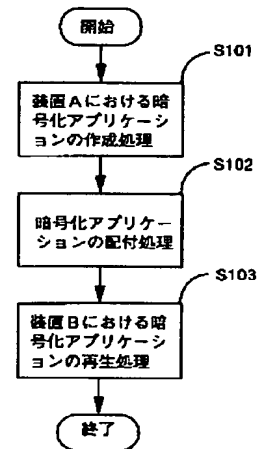 開始
S101
装置Aにおける暗
号化アプリケーシ
ョンの作成処理
S102
暗号化アプリケー
ションの配付処理
S103
装置Bにおける暗
号化アプリケーシ
ョンの再生処理
終了